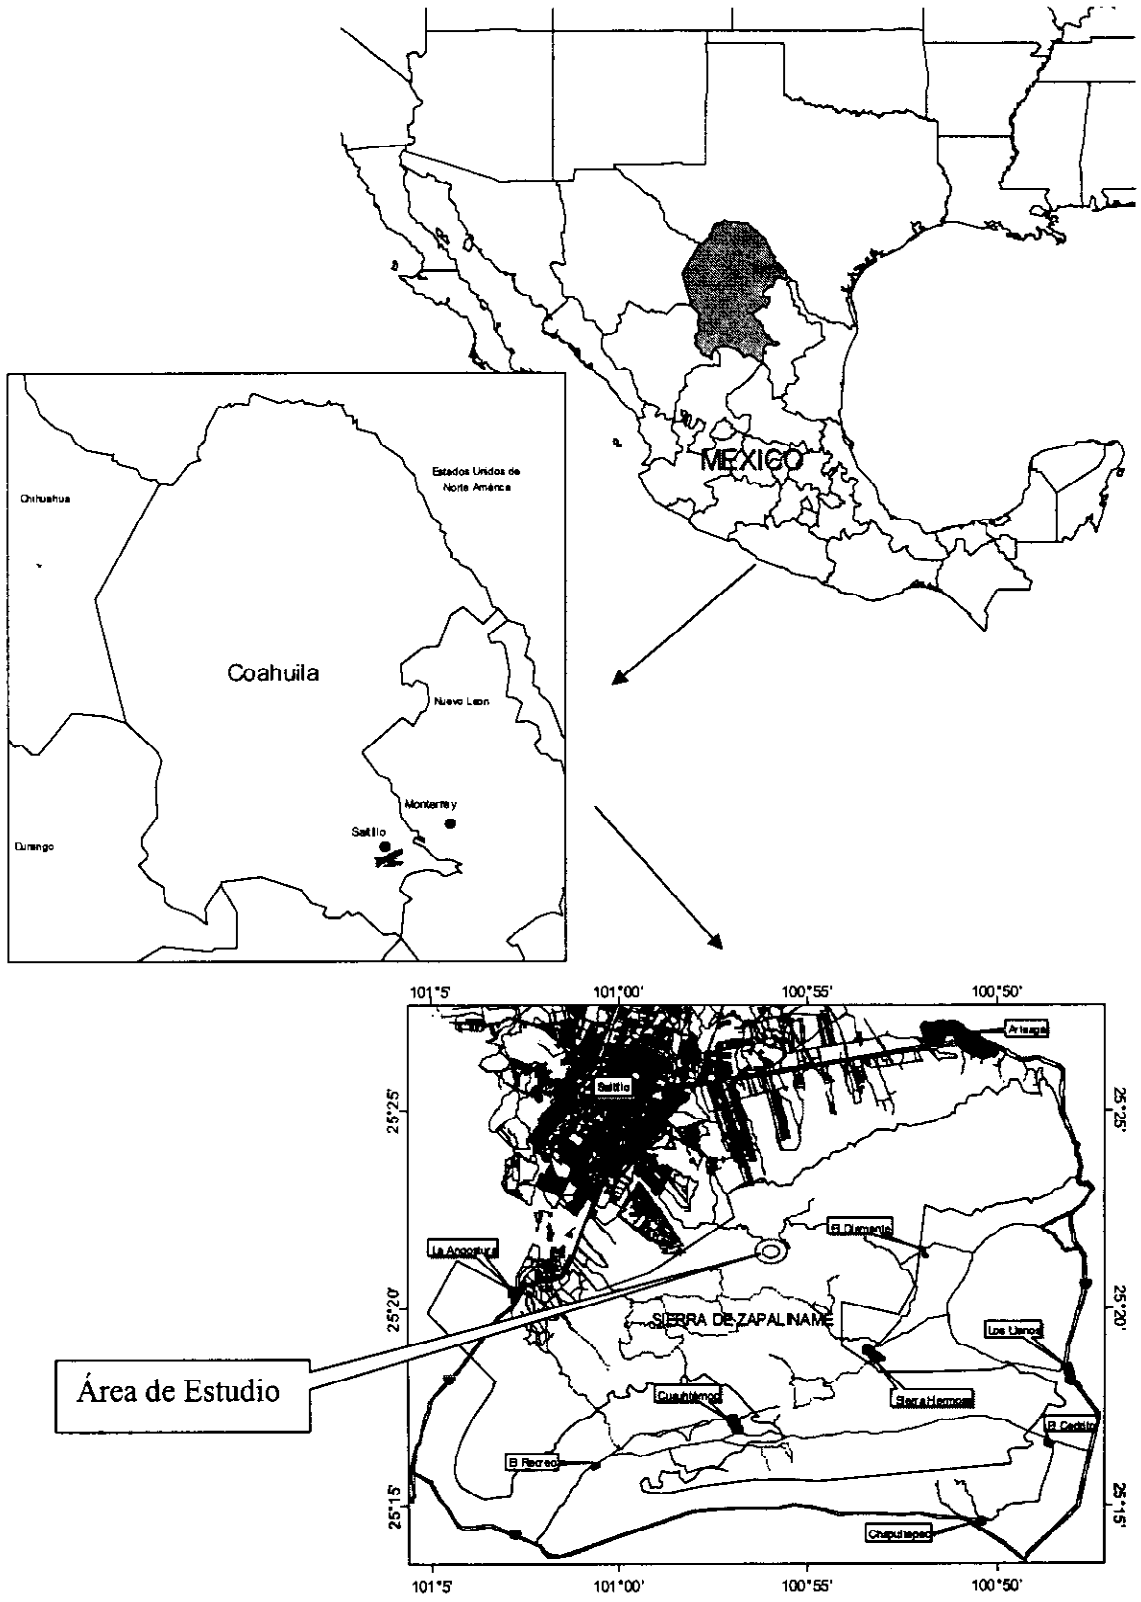 MEXICO
Estados Unidos de
Norte América
Chihuahua
Coahuila
Nuevo Leon
Monterrey
Saltillo
Durango
101°5' 101°00' 100°55' 100°50'
Arteaga
Saltillo
25°25' 25°25'
El Diamante
La Angostura
25°20' 25°20'
SIERRA DE ZAPALINAME
Los Llanos
Área de Estudio
Cuauhtémoc
Sierra Hermosa
El Cedrito
El Recreo
25°15' 25°15'
Chapultepec
101°5' 101°00' 100°55' 100°50'